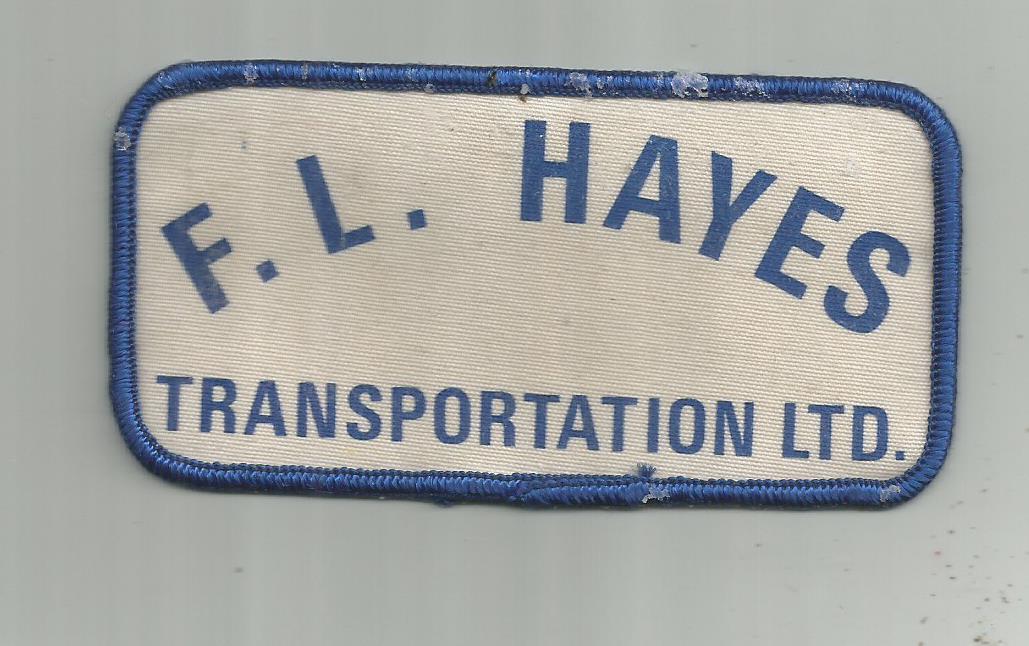 F. L. HAYES
TRANSPORTATION LTD.